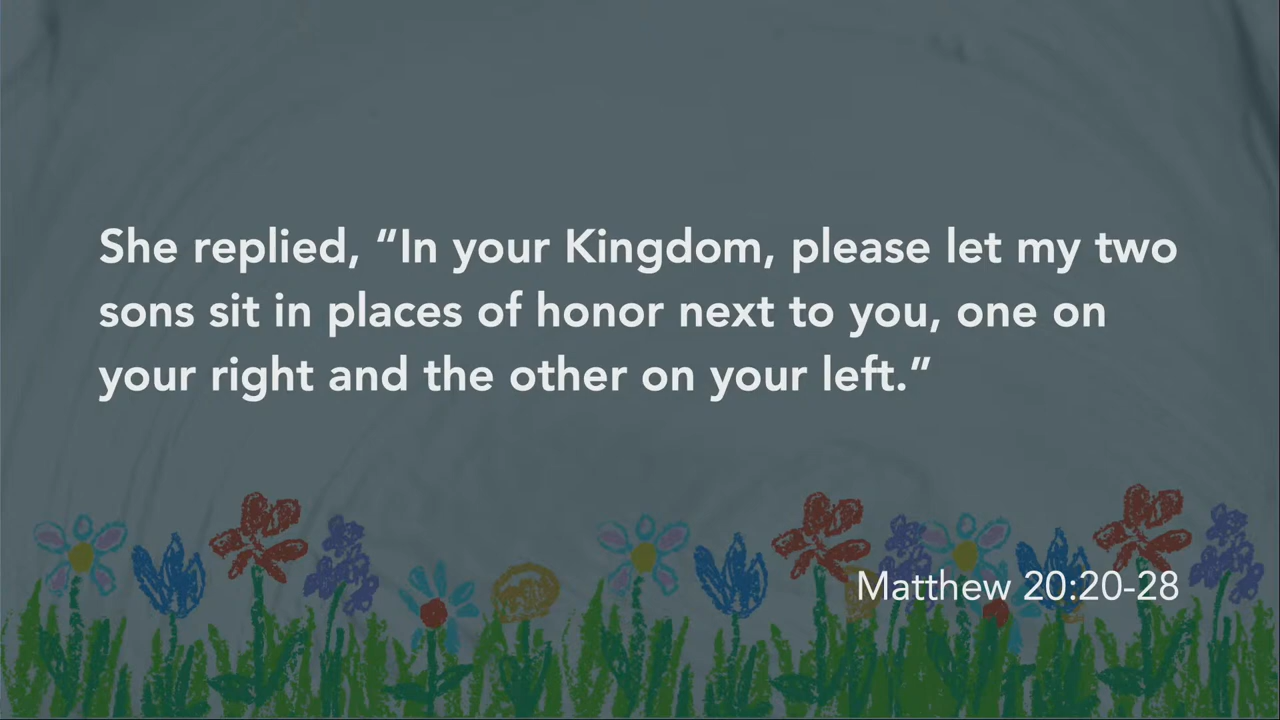 She replied, “In your Kingdom, please let my two
sons sit in places of honor next to you, one on
your right and the other on your left.”
Matthew 20:20-28